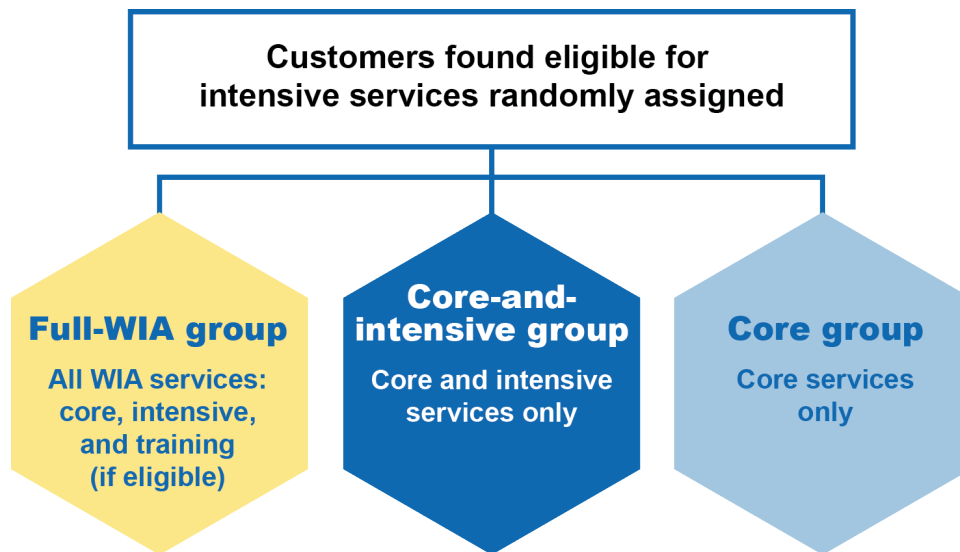 Customers found eligible for
intensive services randomly assigned
Full-WIA group
All WIA services:
core, intensive,
and training
(if eligible)
Core-and-
intensive group
Core and intensive
services only
Core group
Core services
only